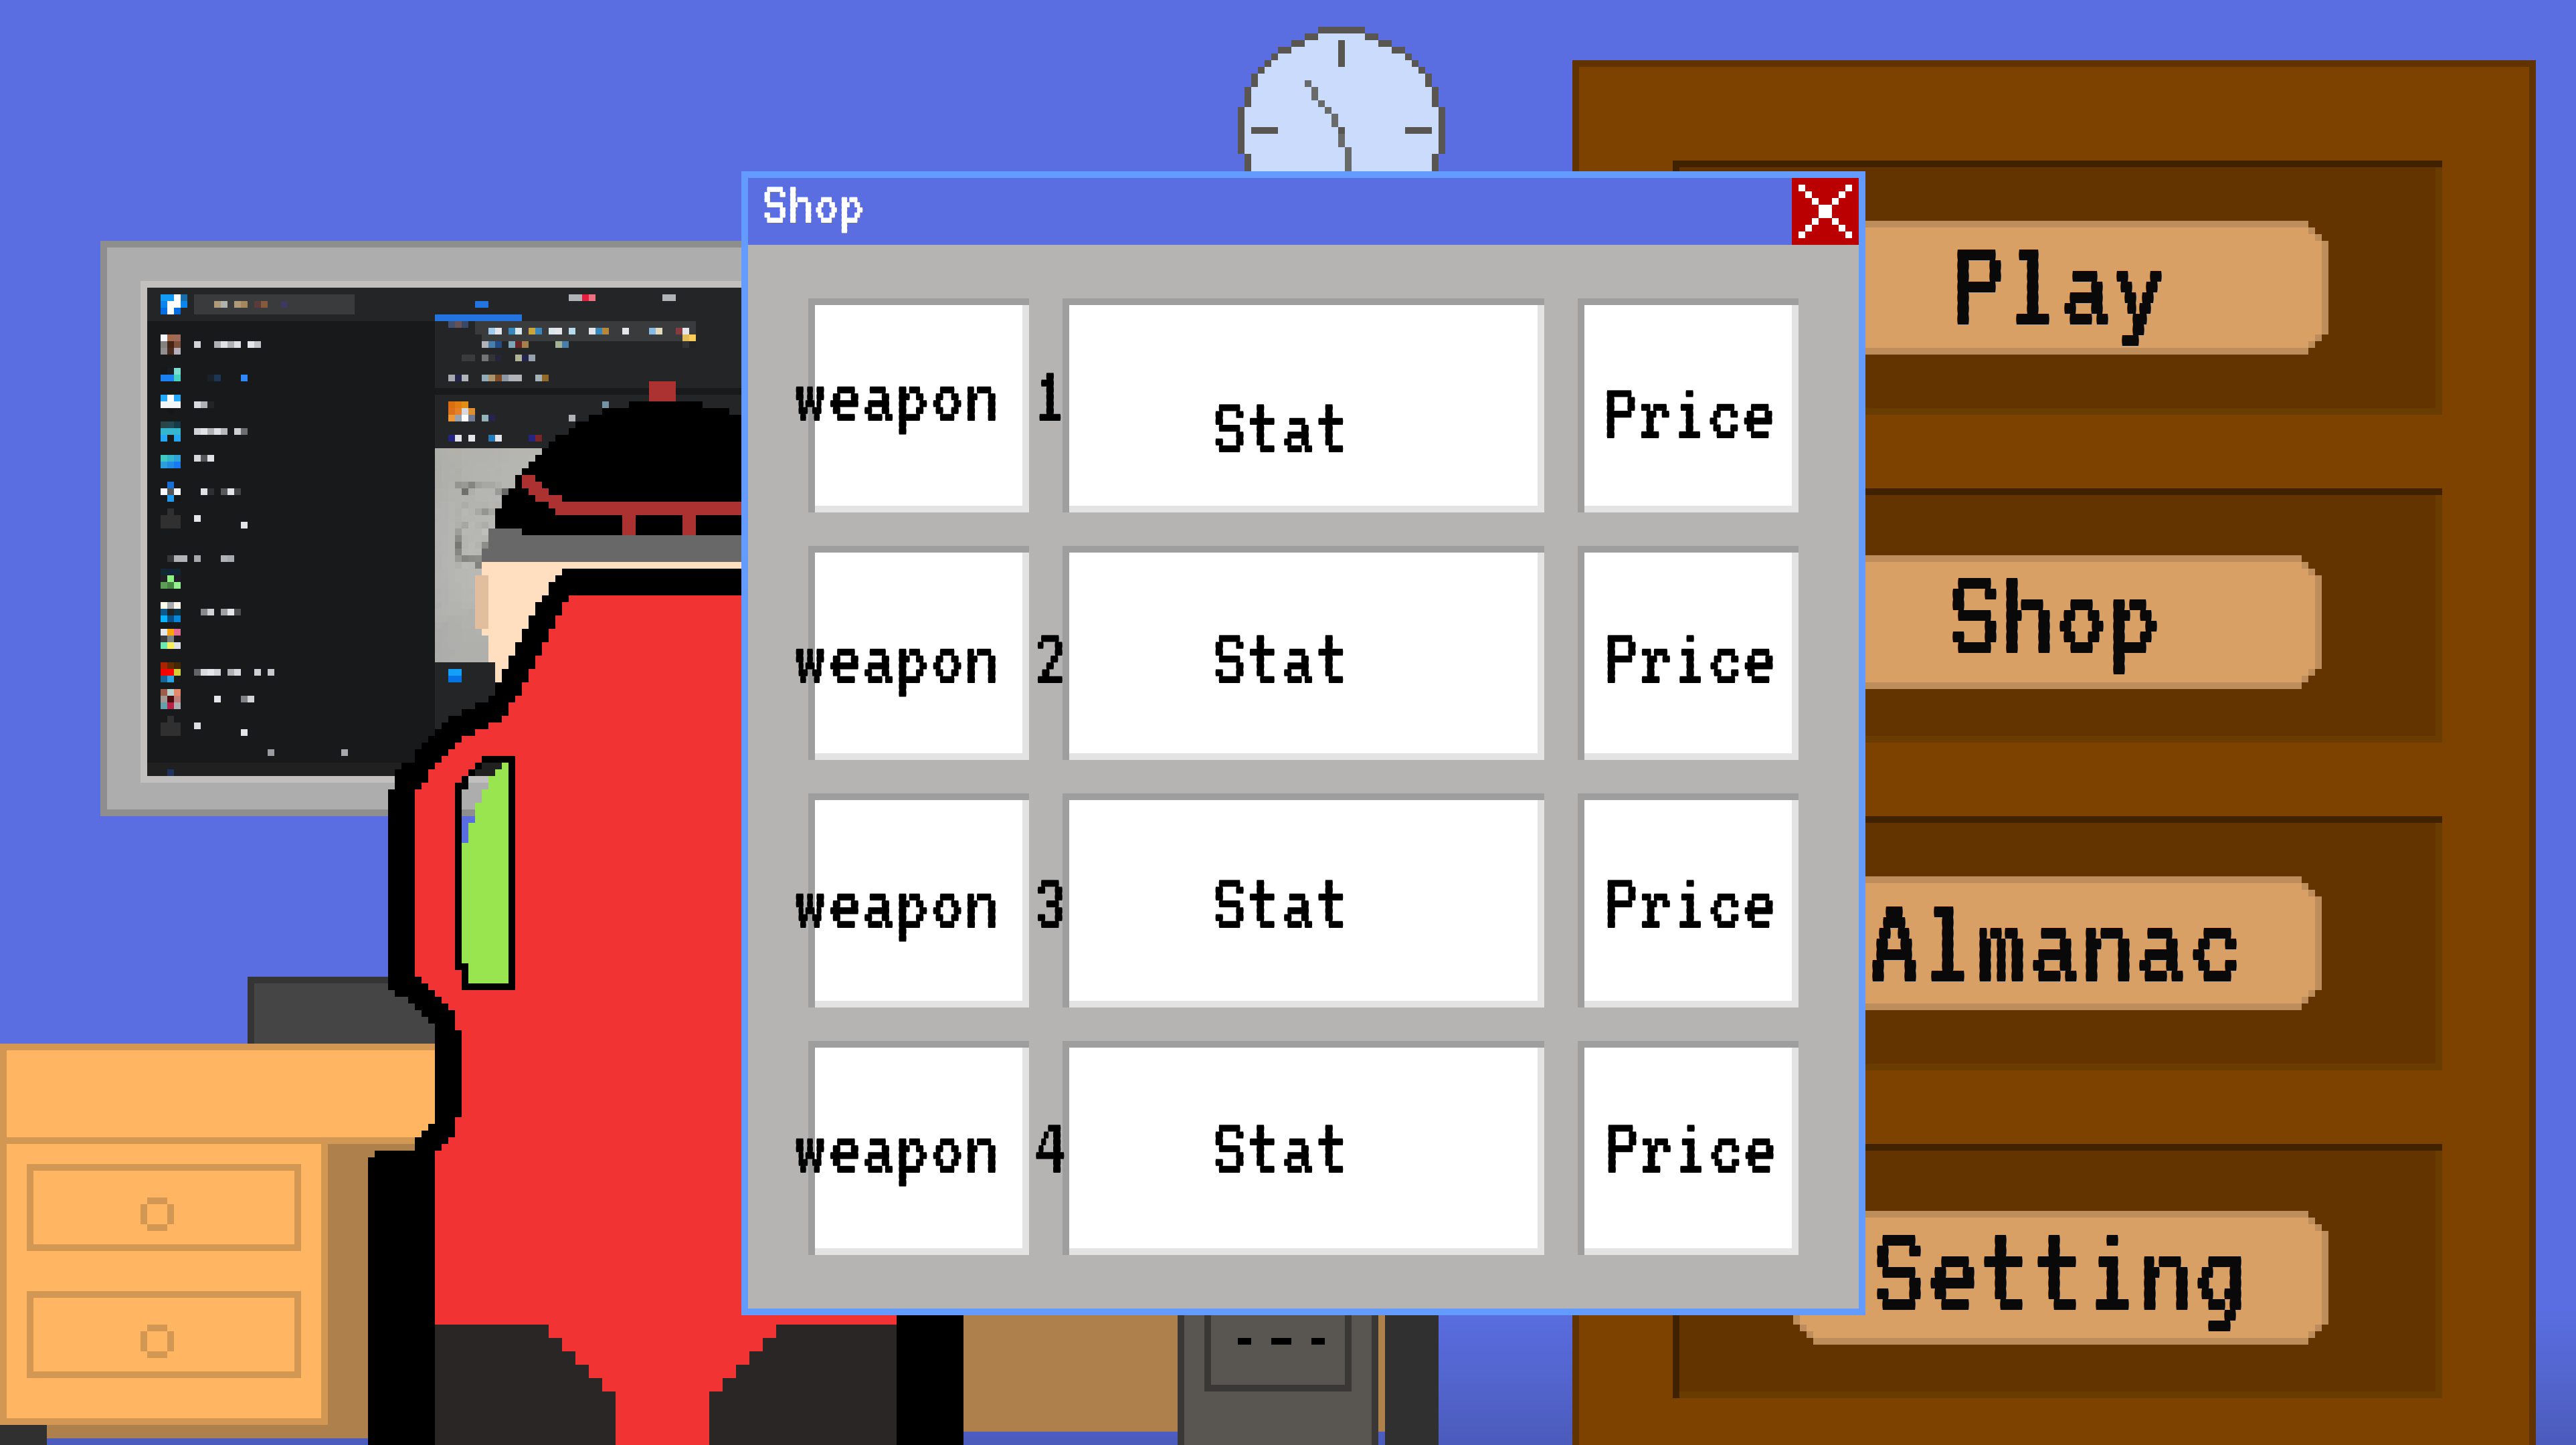 Shop
weapon 1 Stat Price
weapon 2 Stat Price
weapon 3 Stat Price
weapon 4 Stat Price
Play
Shop
Almanac
Setting